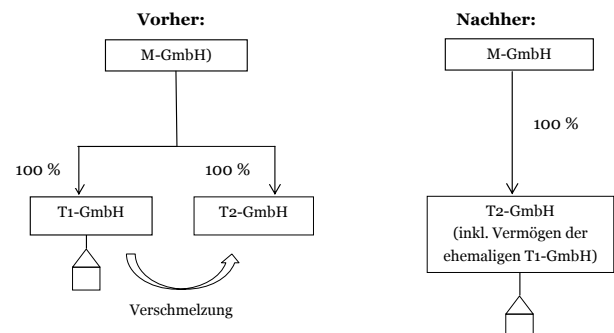 Vorher:
Nachher:
M-GmbH)
M-GmbH
100 %
100 %
100 %
T1-GmbH
T2-GmbH
T2-GmbH
(inkl. Vermögen der
ehemaligen T1-GmbH)
Verschmelzung